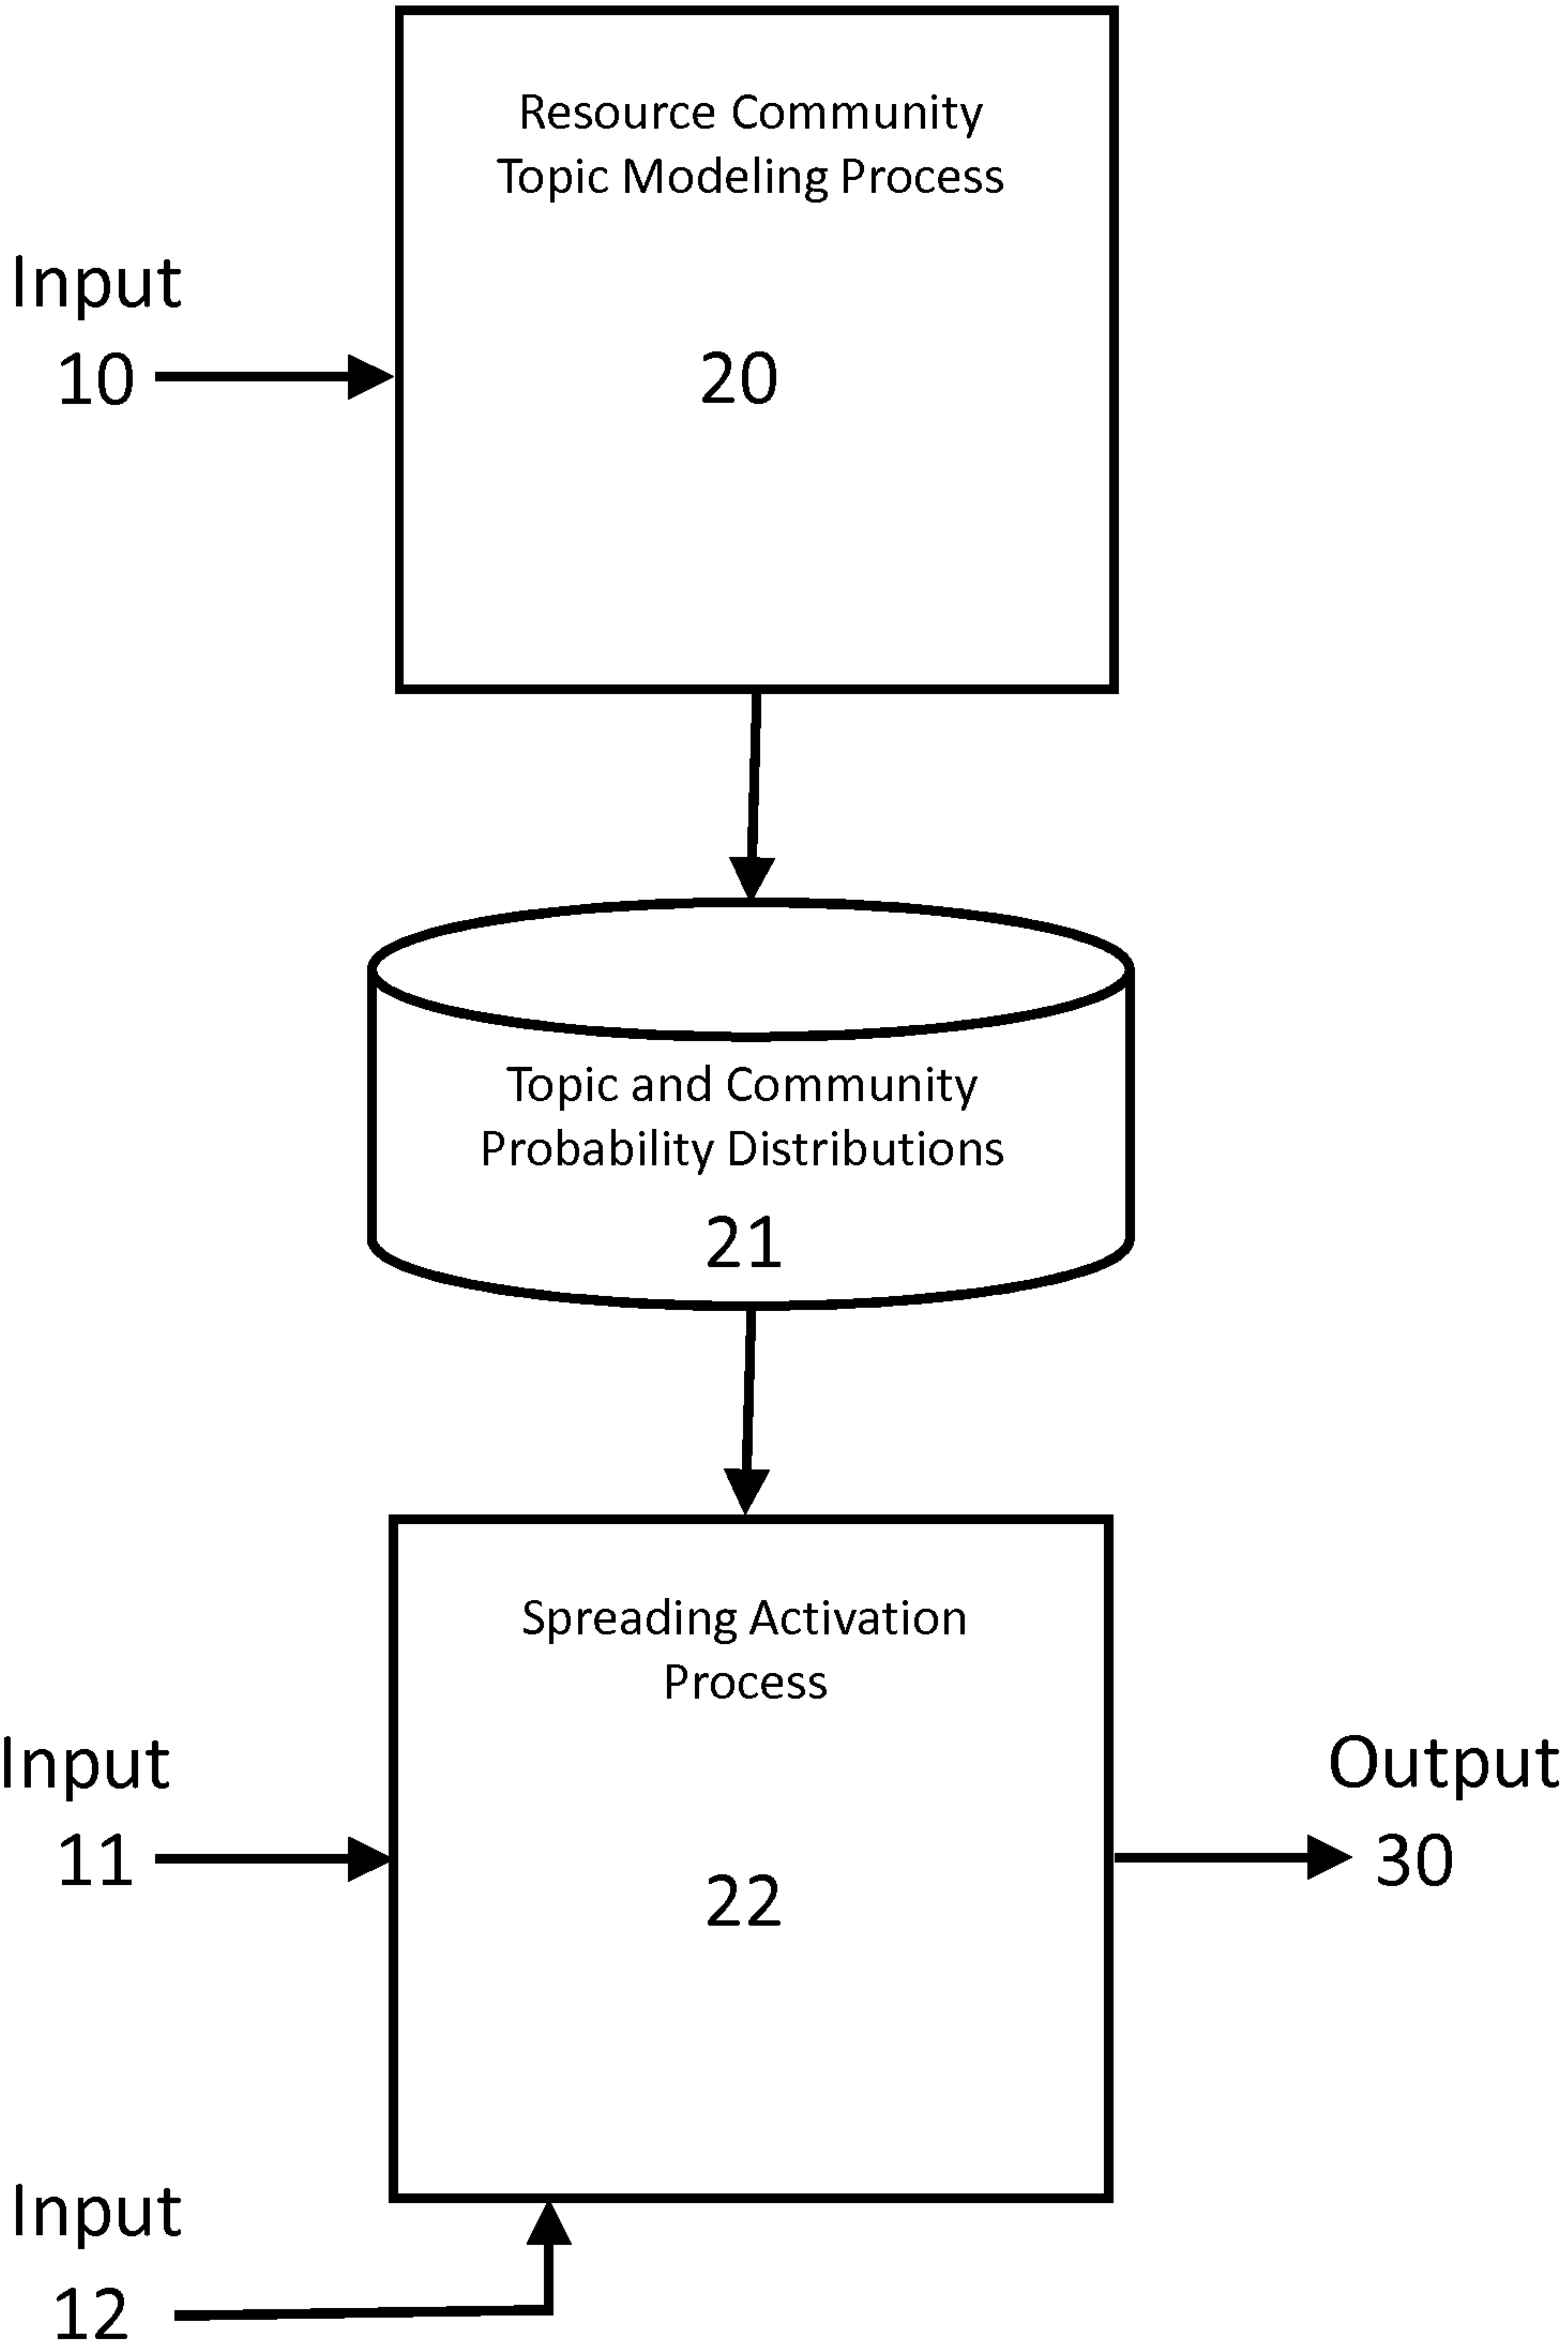 Resource Community
Topic Modeling Process
Input
10
20
Topic and Community
Probability Distributions
21
Spreading Activation
Process
Input
11
22
Output
30
Input
12